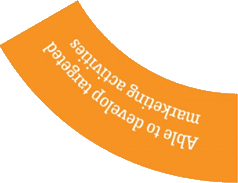 Able to develop targeted
marketing activities